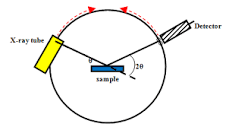 Detector
X-ray tube
θ
2θ
sample